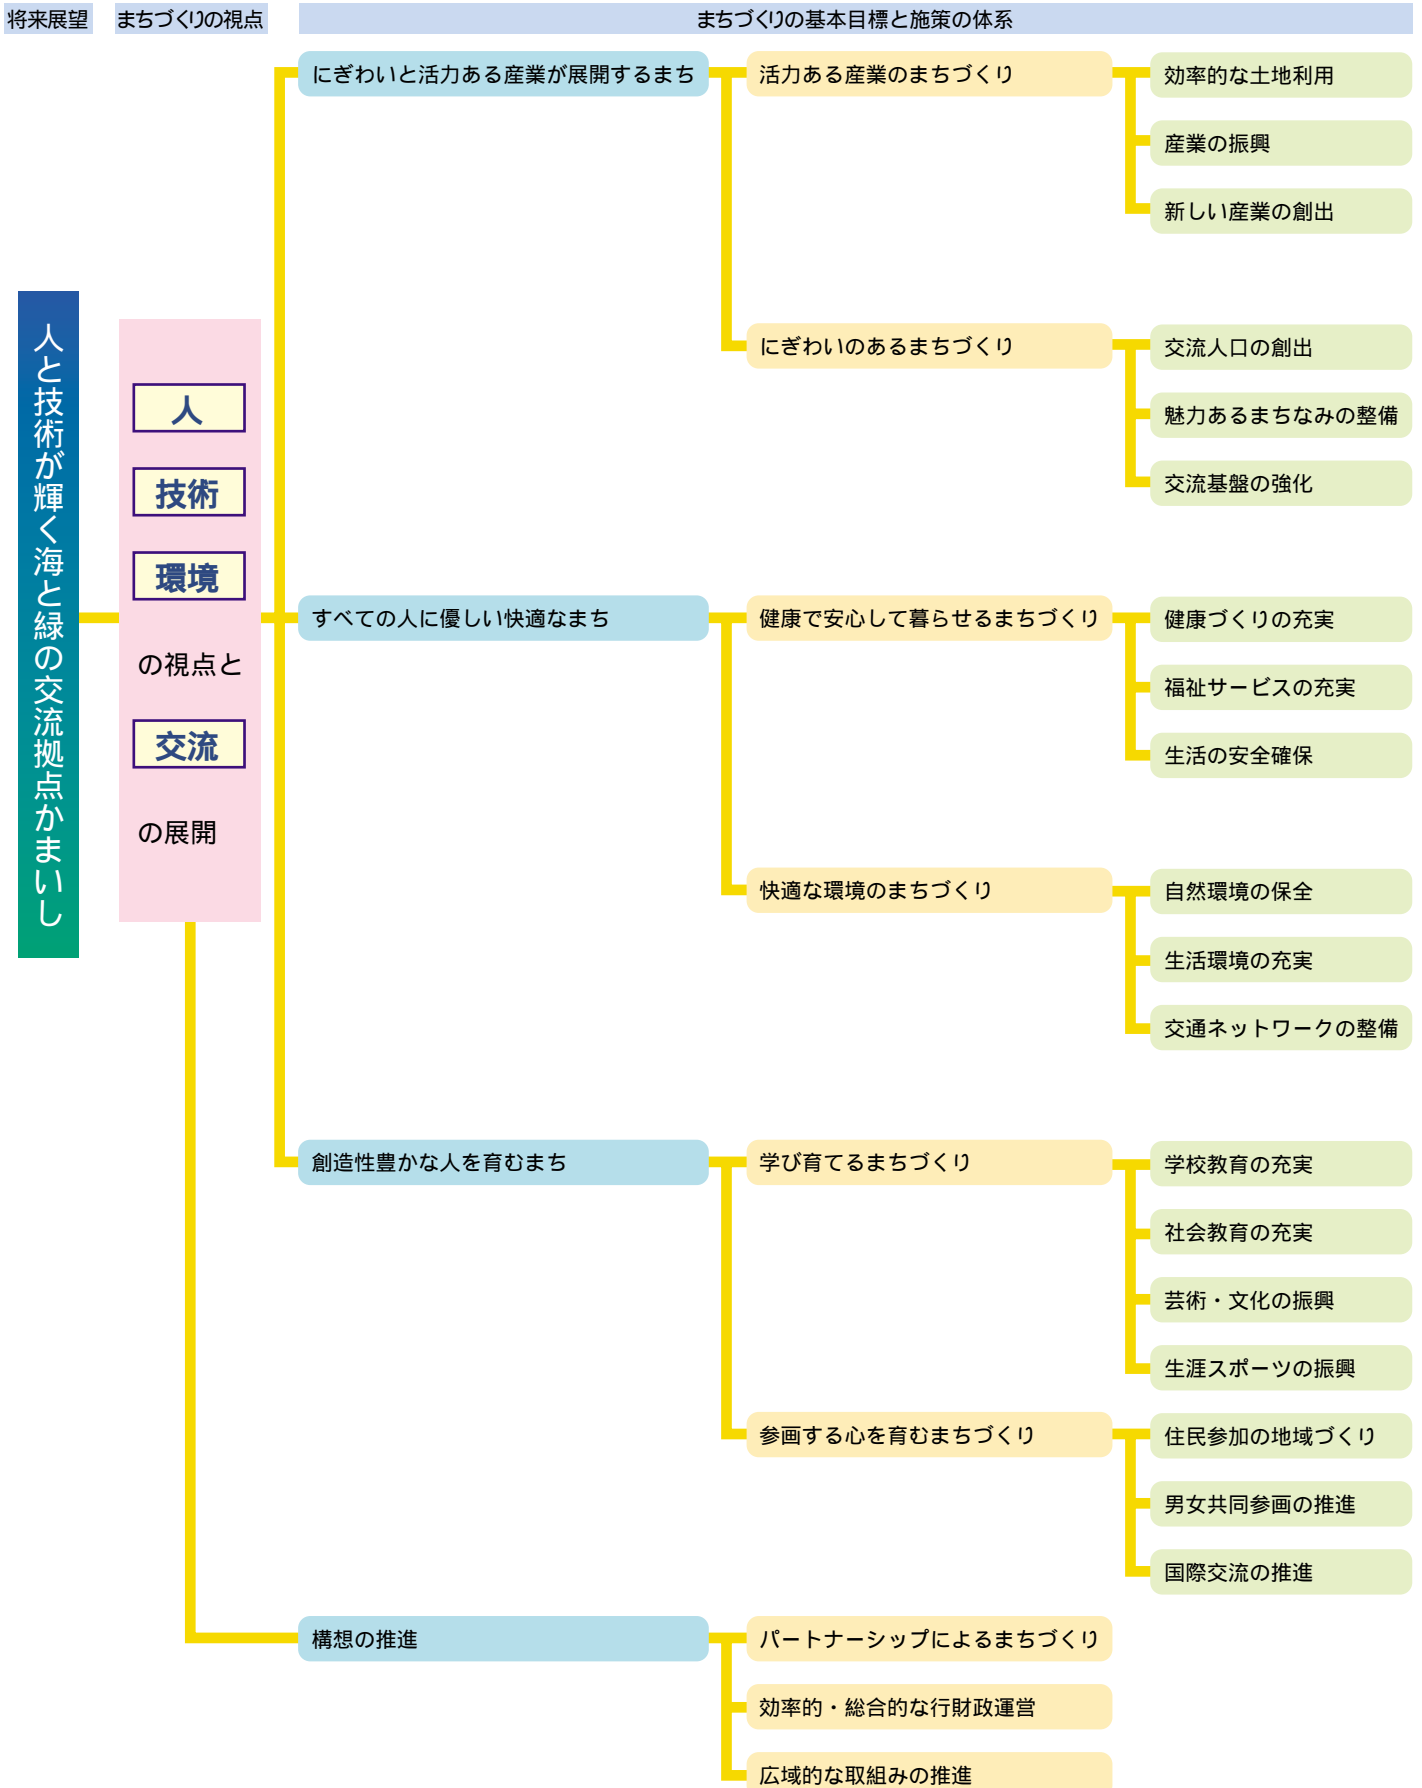 将来展望
まちづくりの視点
まちづくりの基本目標と施策の体系
人と技術が輝く海と緑の交流拠点かまいし
人
技術
環境
の視点と
交流
の展開
にぎわいと活力ある産業が展開するまち
活力ある産業のまちづくり
効率的な土地利用
産業の振興
新しい産業の創出
にぎわいのあるまちづくり
交流人口の創出
魅力あるまちなみの整備
交流基盤の強化
すべての人に優しい快適なまち
健康で安心して暮らせるまちづくり
健康づくりの充実
福祉サービスの充実
生活の安全確保
快適な環境のまちづくり
自然環境の保全
生活環境の充実
交通ネットワークの整備
創造性豊かな人を育むまち
学び育てるまちづくり
学校教育の充実
社会教育の充実
芸術・文化の振興
生涯スポーツの振興
参画する心を育むまちづくり
住民参加の地域づくり
男女共同参画の推進
国際交流の推進
構想の推進
パートナーシップによるまちづくり
効率的・総合的な行財政運営
広域的な取組みの推進